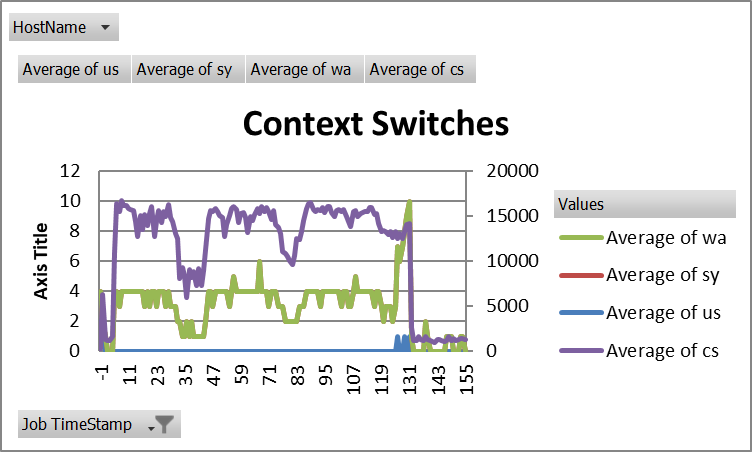 HostName
Average of us Average of sy Average of wa Average of cs
Context Switches
12 20000
10 15000
8
6 10000
4 5000
2
0 0
Axis Title
-1 11 23 35 47 59 71 83 95 107 119 131 143 155
Values
Average of wa
Average of sy
Average of us
Average of cs
Job TimeStamp